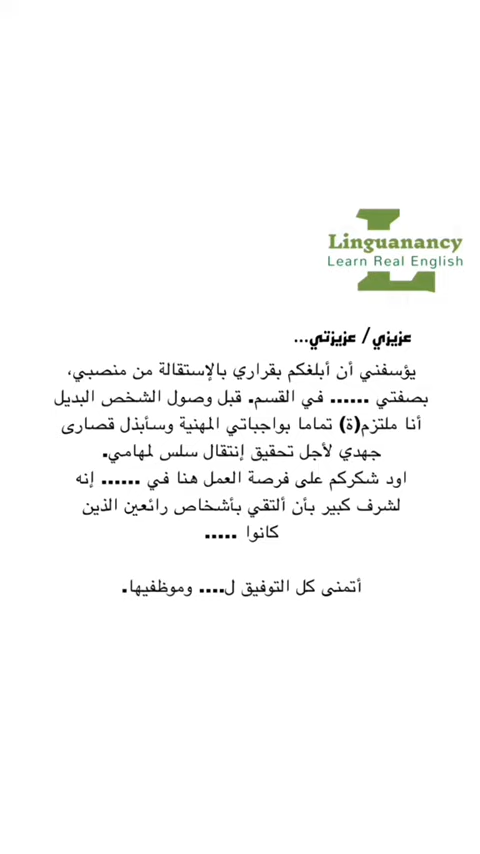 Linguanancy
Learn Real English
عزيزي/ عزيزتي...
يؤسفني أن أبلغكم بقراري بالإستقالة من منصبي،
بصفتي ...... في القسم. قبل وصول الشخص البديل
أنا ملتزم(ة) تماما بواجباتي المهنية وسأبذل قصارى
جهدي لأجل تحقيق إنتقال سلس لمهامي.
اود شكركم على فرصة العمل هنا في ...... إنه
لشرف كبير بأن ألتقي بأشخاص رائعين الذين
كانوا .....
أتمنى كل التوفيق ل.... وموظفيها.